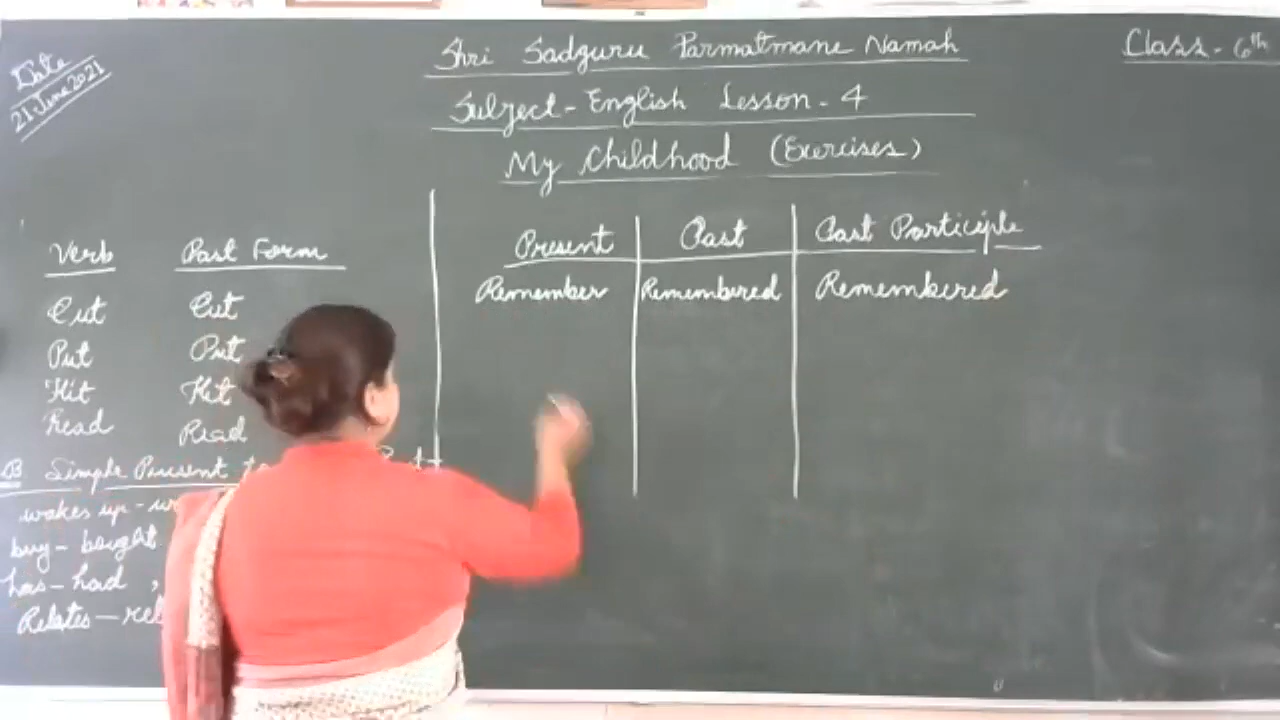 Date
21 June 2021
Shri Sadguru Parmatmane Namah
Class - 6th
Subject - English Lesson - 4
My Childhood (Exercises)
Verb Past Form
Cut Cut
Put Put
Hit Hit
Read Read
B Simple Present to
wakes up -
buy - bought
has - had ,
Relates -
Present Past Past Participle
Remember Remembered Remembered